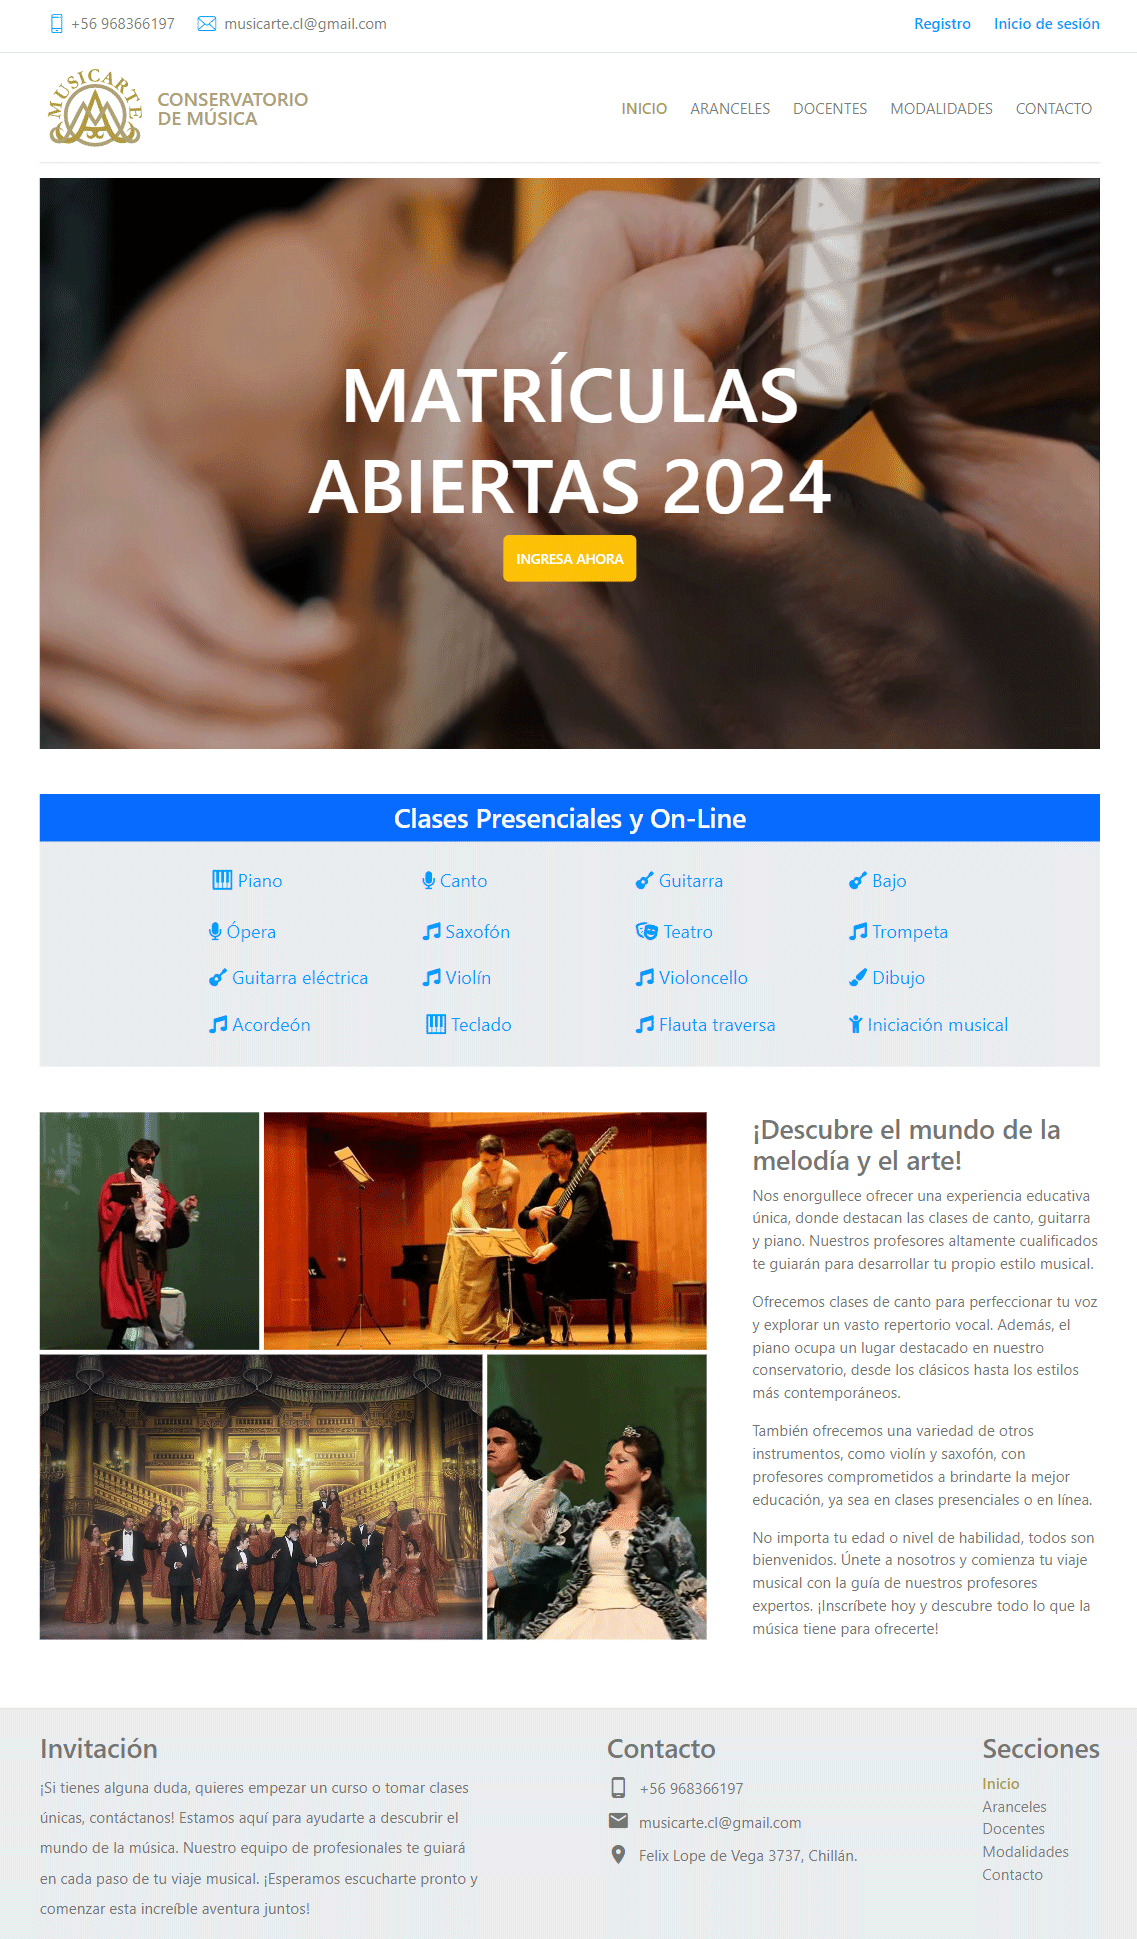 +56 968366197 musicarte.cl@gmail.com Registro Inicio de sesión
MUSICARTE
CONSERVATORIO
DE MÚSICA
INICIO ARANCELES DOCENTES MODALIDADES CONTACTO
MATRÍCULAS
ABIERTAS 2024
INGRESA AHORA
Clases Presenciales y On-Line
Piano Canto Guitarra Bajo
Ópera Saxofón Teatro Trompeta
Guitarra eléctrica Violín Violoncello Dibujo
Acordeón Teclado Flauta traversa Iniciación musical
¡Descubre el mundo de la
melodía y el arte!
Nos enorgullece ofrecer una experiencia educativa
única, donde destacan las clases de canto, guitarra
y piano. Nuestros profesores altamente cualificados
te guiarán para desarrollar tu propio estilo musical.
Ofrecemos clases de canto para perfeccionar tu voz
y explorar un vasto repertorio vocal. Además, el
piano ocupa un lugar destacado en nuestro
conservatorio, desde los clásicos hasta los estilos
más contemporáneos.
También ofrecemos una variedad de otros
instrumentos, como violín y saxofón, con
profesores comprometidos a brindarte la mejor
educación, ya sea en clases presenciales o en línea.
No importa tu edad o nivel de habilidad, todos son
bienvenidos. Únete a nosotros y comienza tu viaje
musical con la guía de nuestros profesores
expertos. ¡Inscríbete hoy y descubre todo lo que la
música tiene para ofrecerte!
Invitación
¡Si tienes alguna duda, quieres empezar un curso o tomar clases
únicas, contáctanos! Estamos aquí para ayudarte a descubrir el
mundo de la música. Nuestro equipo de profesionales te guiará
en cada paso de tu viaje musical. ¡Esperamos escucharte pronto y
comenzar esta increíble aventura juntos!
Contacto
+56 968366197
musicarte.cl@gmail.com
Felix Lope de Vega 3737, Chillán.
Secciones
Inicio
Aranceles
Docentes
Modalidades
Contacto